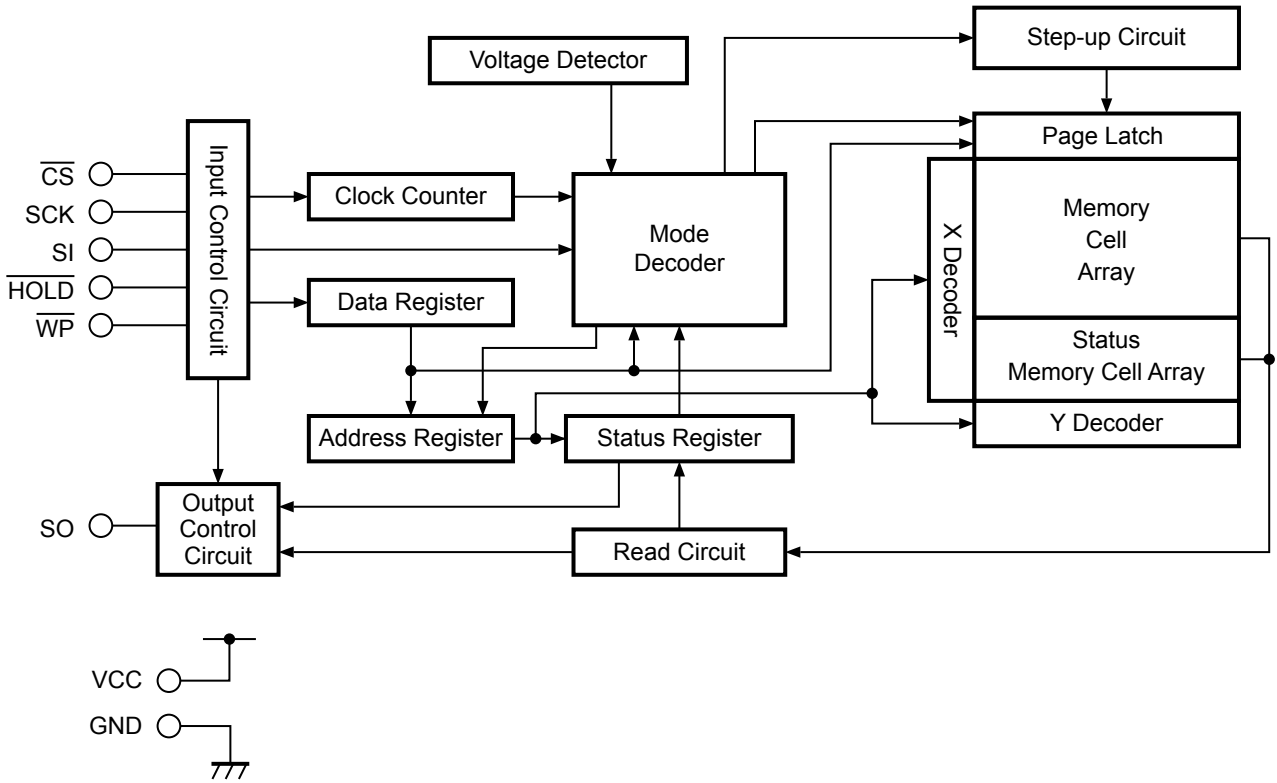 Step-up Circuit
Voltage Detector
Page Latch
Input Control Circuit
CS
SCK
SI
HOLD
WP
Clock Counter
Mode
Decoder
Data Register
X Decoder
Memory
Cell
Array
Status
Memory Cell Array
Y Decoder
Address Register
Status Register
SO
Output
Control
Circuit
Read Circuit
VCC
GND